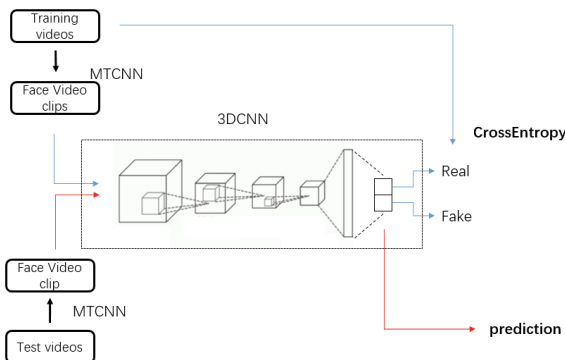 Training
videos
MTCNN
Face Video
clips
3DCNN
CrossEntropy
Real
Fake
Face Video
clip
MTCNN
Test videos
prediction